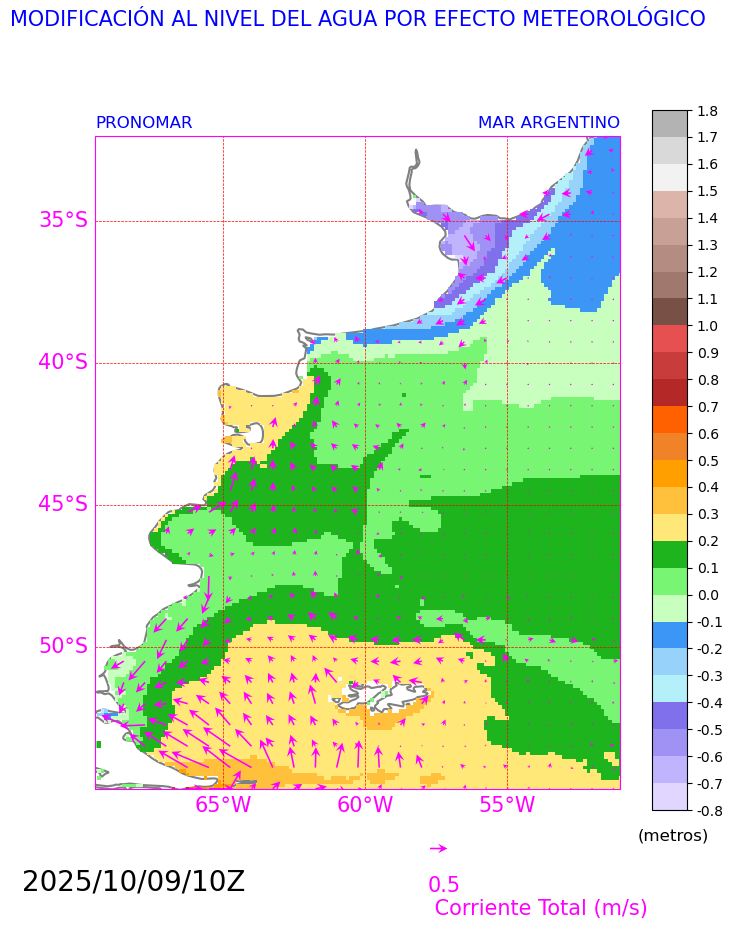 MODIFICACIÓN AL NIVEL DEL AGUA POR EFECTO METEOROLÓGICO
PRONOMAR
MAR ARGENTINO
35°S
40°S
45°S
50°S
65°W
60°W
55°W
1.8
1.7
1.6
1.5
1.4
1.3
1.2
1.1
1.0
0.9
0.8
0.7
0.6
0.5
0.4
0.3
0.2
0.1
0.0
-0.1
-0.2
-0.3
-0.4
-0.5
-0.6
-0.7
-0.8
(metros)
2025/10/09/10Z
0.5
Corriente Total (m/s)